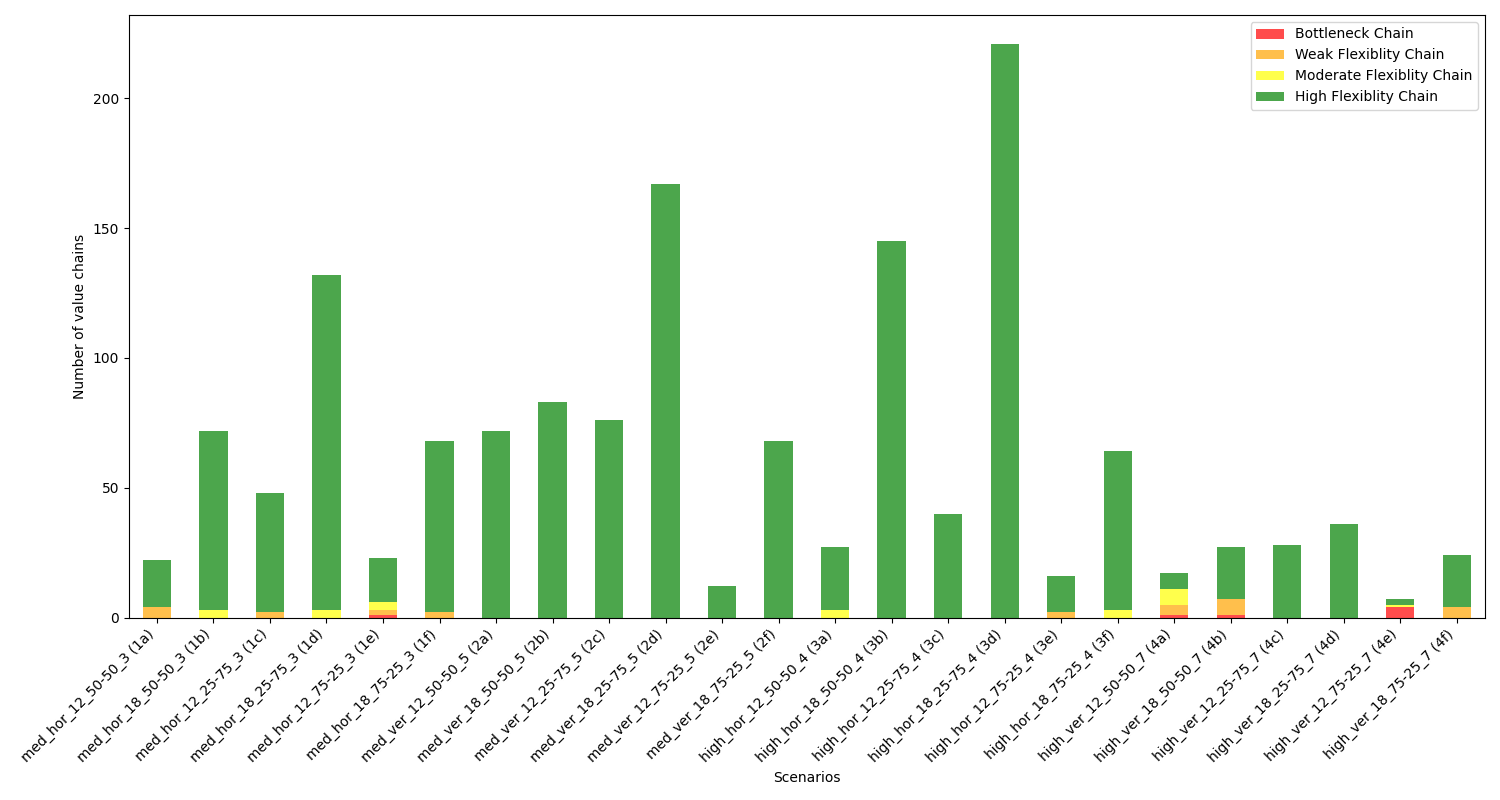 Bottleneck Chain
Weak Flexiblity Chain
Moderate Flexiblity Chain
High Flexiblity Chain
Number of value chains
200
150
100
50
0
med_hor_12_50-50_3 (1a)
med_hor_18_50-50_3 (1b)
med_hor_12_25-75_3 (1c)
med_hor_18_25-75_3 (1d)
med_hor_12_75-25_3 (1e)
med_hor_18_75-25_3 (1f)
med_ver_12_50-50_5 (2a)
med_ver_18_50-50_5 (2b)
med_ver_12_25-75_5 (2c)
med_ver_18_25-75_5 (2d)
med_ver_12_75-25_5 (2e)
med_ver_18_75-25_5 (2f)
high_hor_12_50-50_4 (3a)
high_hor_18_50-50_4 (3b)
high_hor_12_25-75_4 (3c)
high_hor_18_25-75_4 (3d)
high_hor_12_75-25_4 (3e)
high_hor_18_75-25_4 (3f)
high_ver_12_50-50_7 (4a)
high_ver_18_50-50_7 (4b)
high_ver_12_25-75_7 (4c)
high_ver_18_25-75_7 (4d)
high_ver_12_75-25_7 (4e)
high_ver_18_75-25_7 (4f)
Scenarios